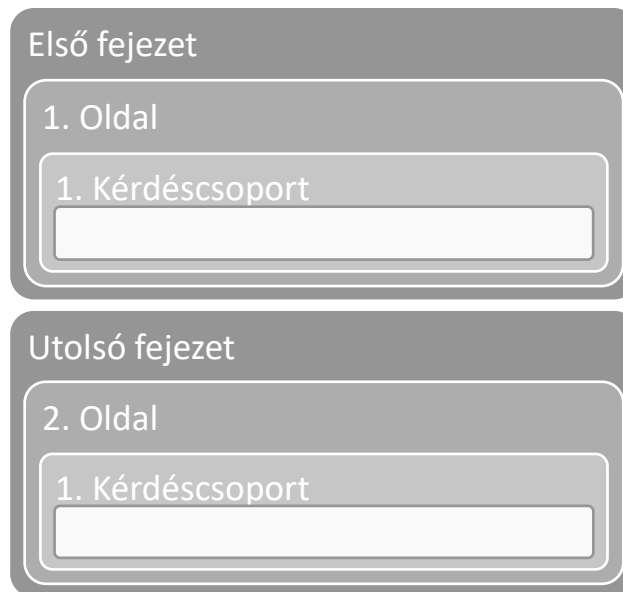 Első fejezet
1. Oldal
1. Kérdéscsoport
Utolsó fejezet
2. Oldal
1. Kérdéscsoport